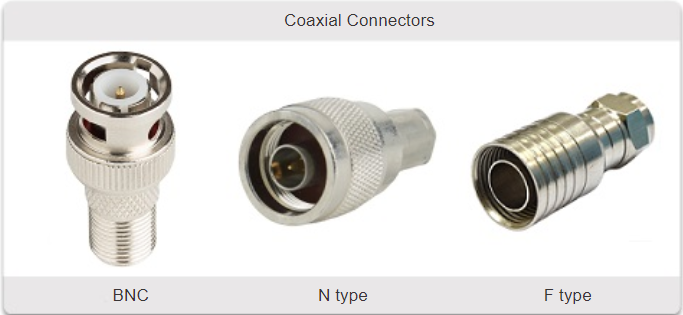 Coaxial Connectors
BNC
N type
F type